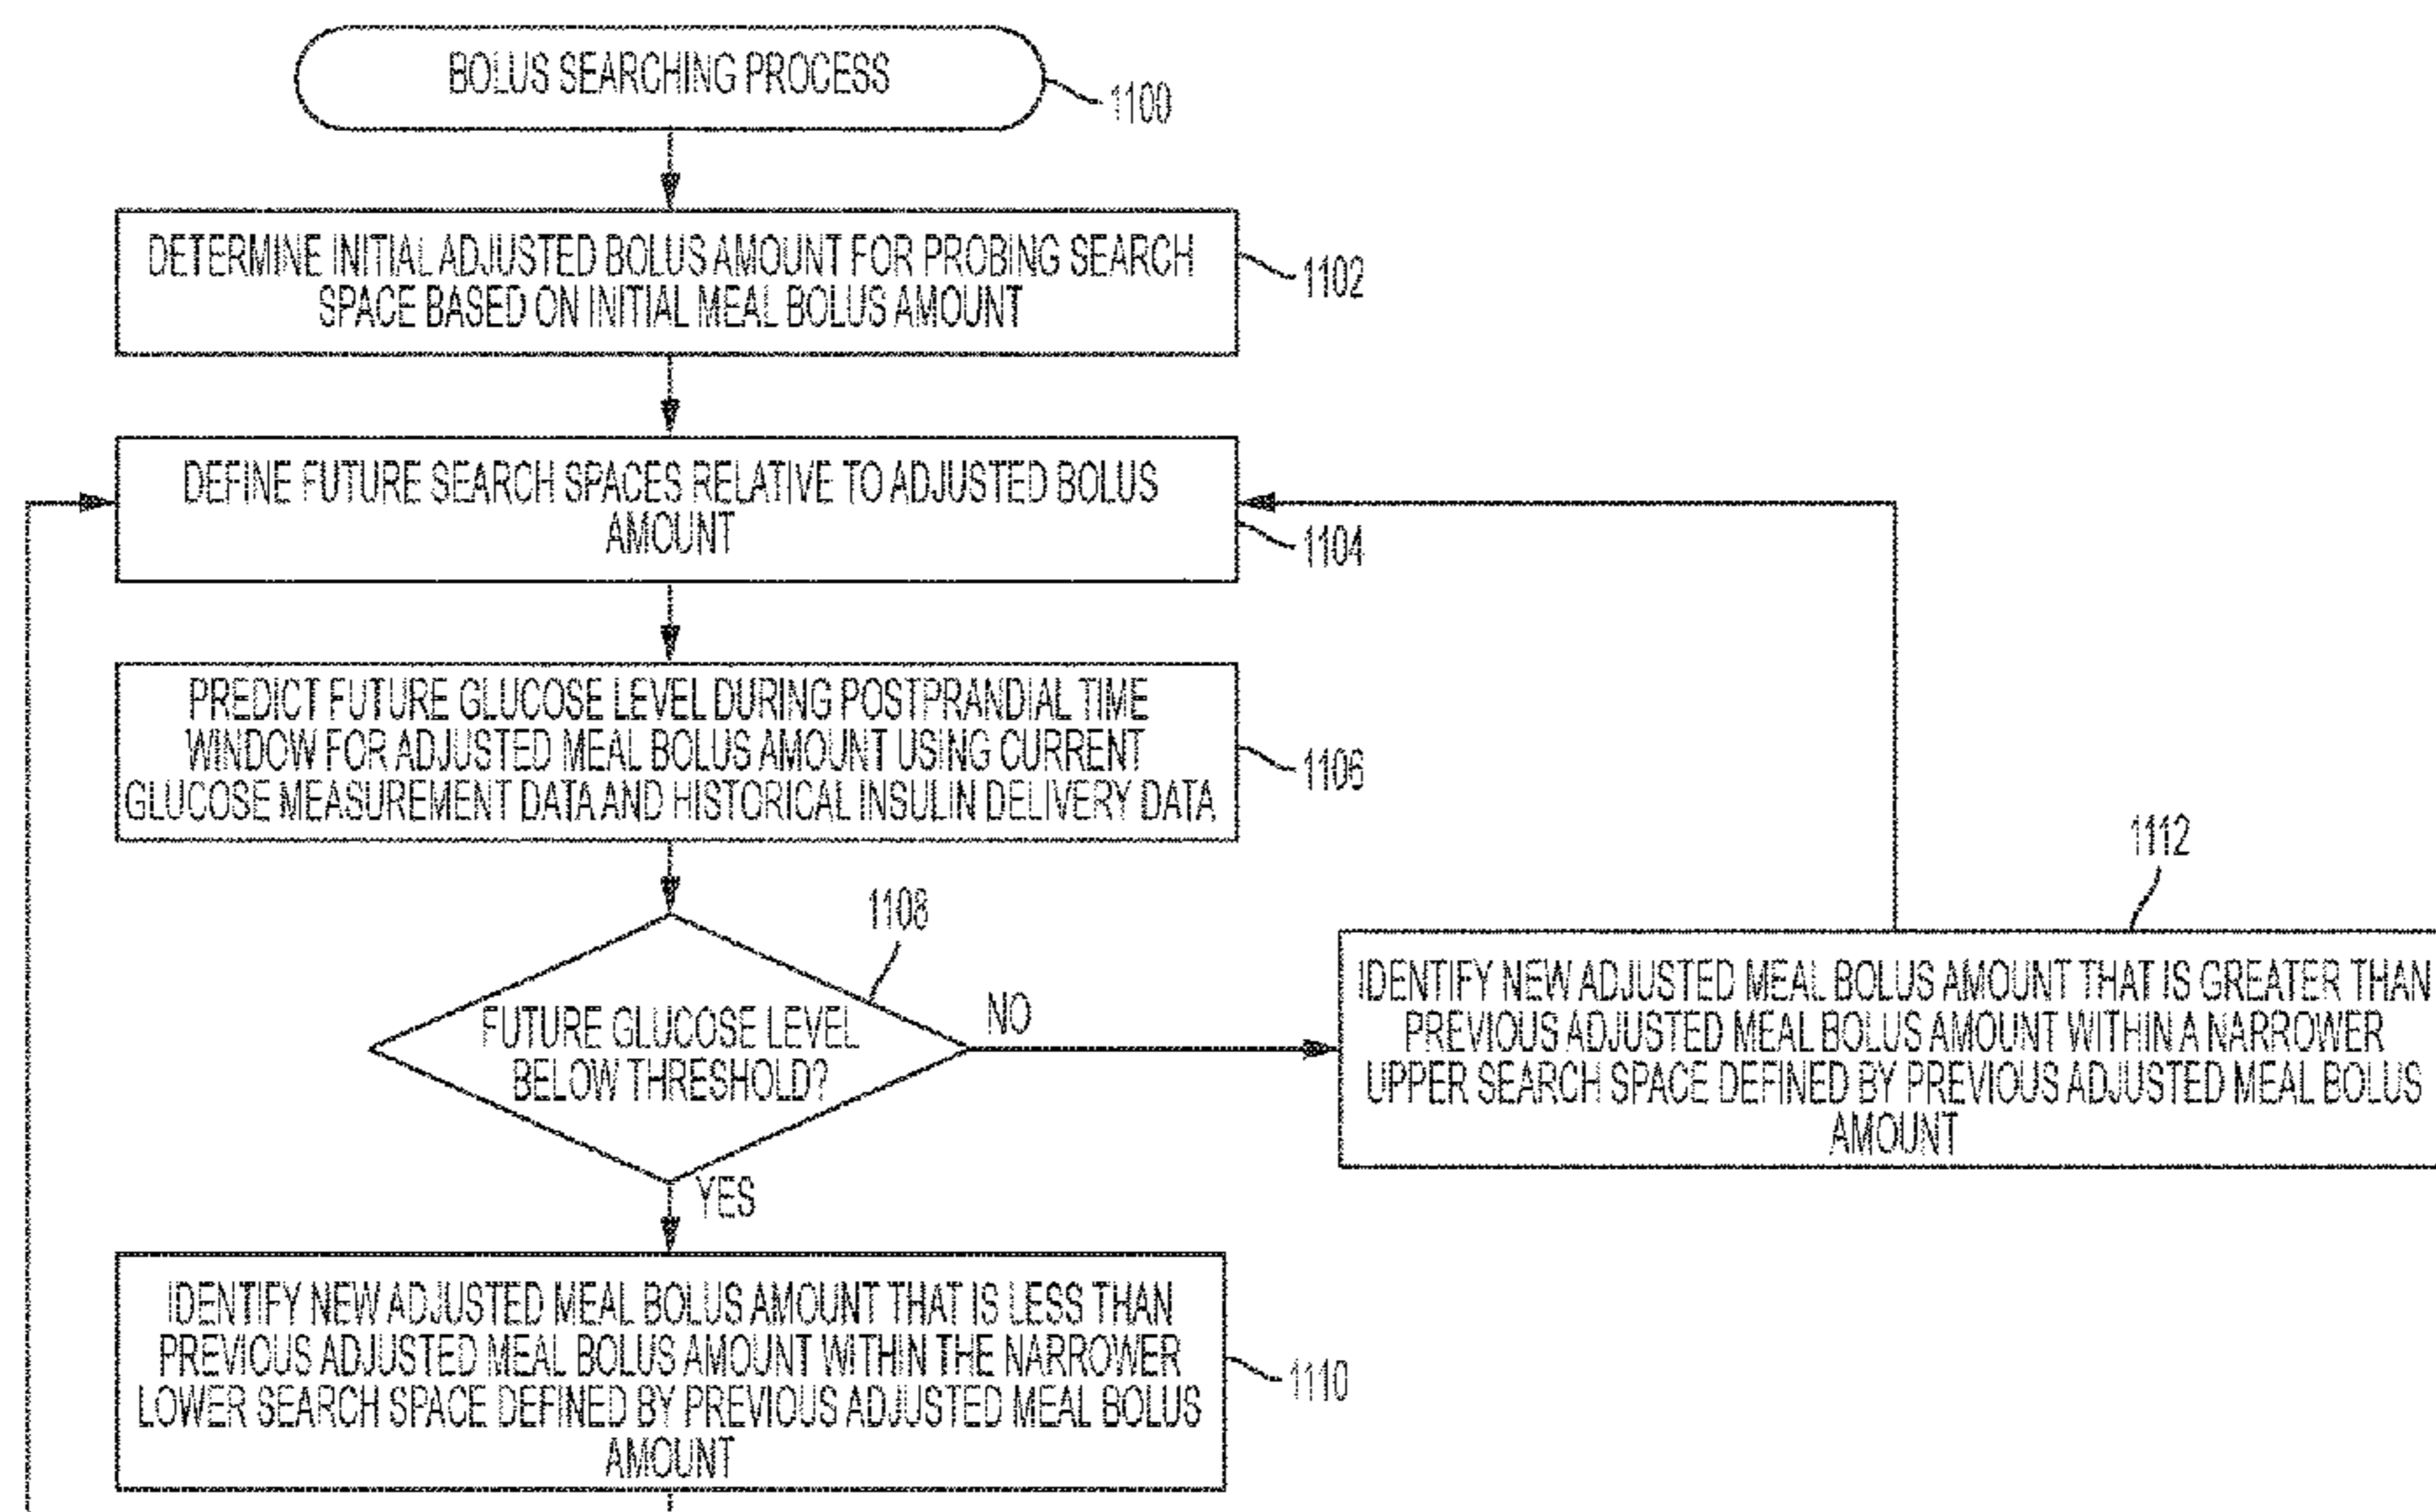 BOLUS SEARCHING PROCESS
1100
DETERMINE INITIAL ADJUSTED BOLUS AMOUNT FOR PROBING SEARCH
SPACE BASED ON INITIAL MEAL BOLUS AMOUNT
1102
DEFINE FUTURE SEARCH SPACES RELATIVE TO ADJUSTED BOLUS
AMOUNT
1104
PREDICT FUTURE GLUCOSE LEVEL DURING POSTPRANDIAL TIME
WINDOW FOR ADJUSTED MEAL BOLUS AMOUNT USING CURRENT
GLUCOSE MEASUREMENT DATA AND HISTORICAL INSULIN DELIVERY DATA
1106
1108
FUTURE GLUCOSE LEVEL
BELOW THRESHOLD?
NO
YES
1112
IDENTIFY NEW ADJUSTED MEAL BOLUS AMOUNT THAT IS GREATER THAN
PREVIOUS ADJUSTED MEAL BOLUS AMOUNT WITHIN A NARROWER
UPPER SEARCH SPACE DEFINED BY PREVIOUS ADJUSTED MEAL BOLUS
AMOUNT
IDENTIFY NEW ADJUSTED MEAL BOLUS AMOUNT THAT IS LESS THAN
PREVIOUS ADJUSTED MEAL BOLUS AMOUNT WITHIN THE NARROWER
LOWER SEARCH SPACE DEFINED BY PREVIOUS ADJUSTED MEAL BOLUS
AMOUNT
1110